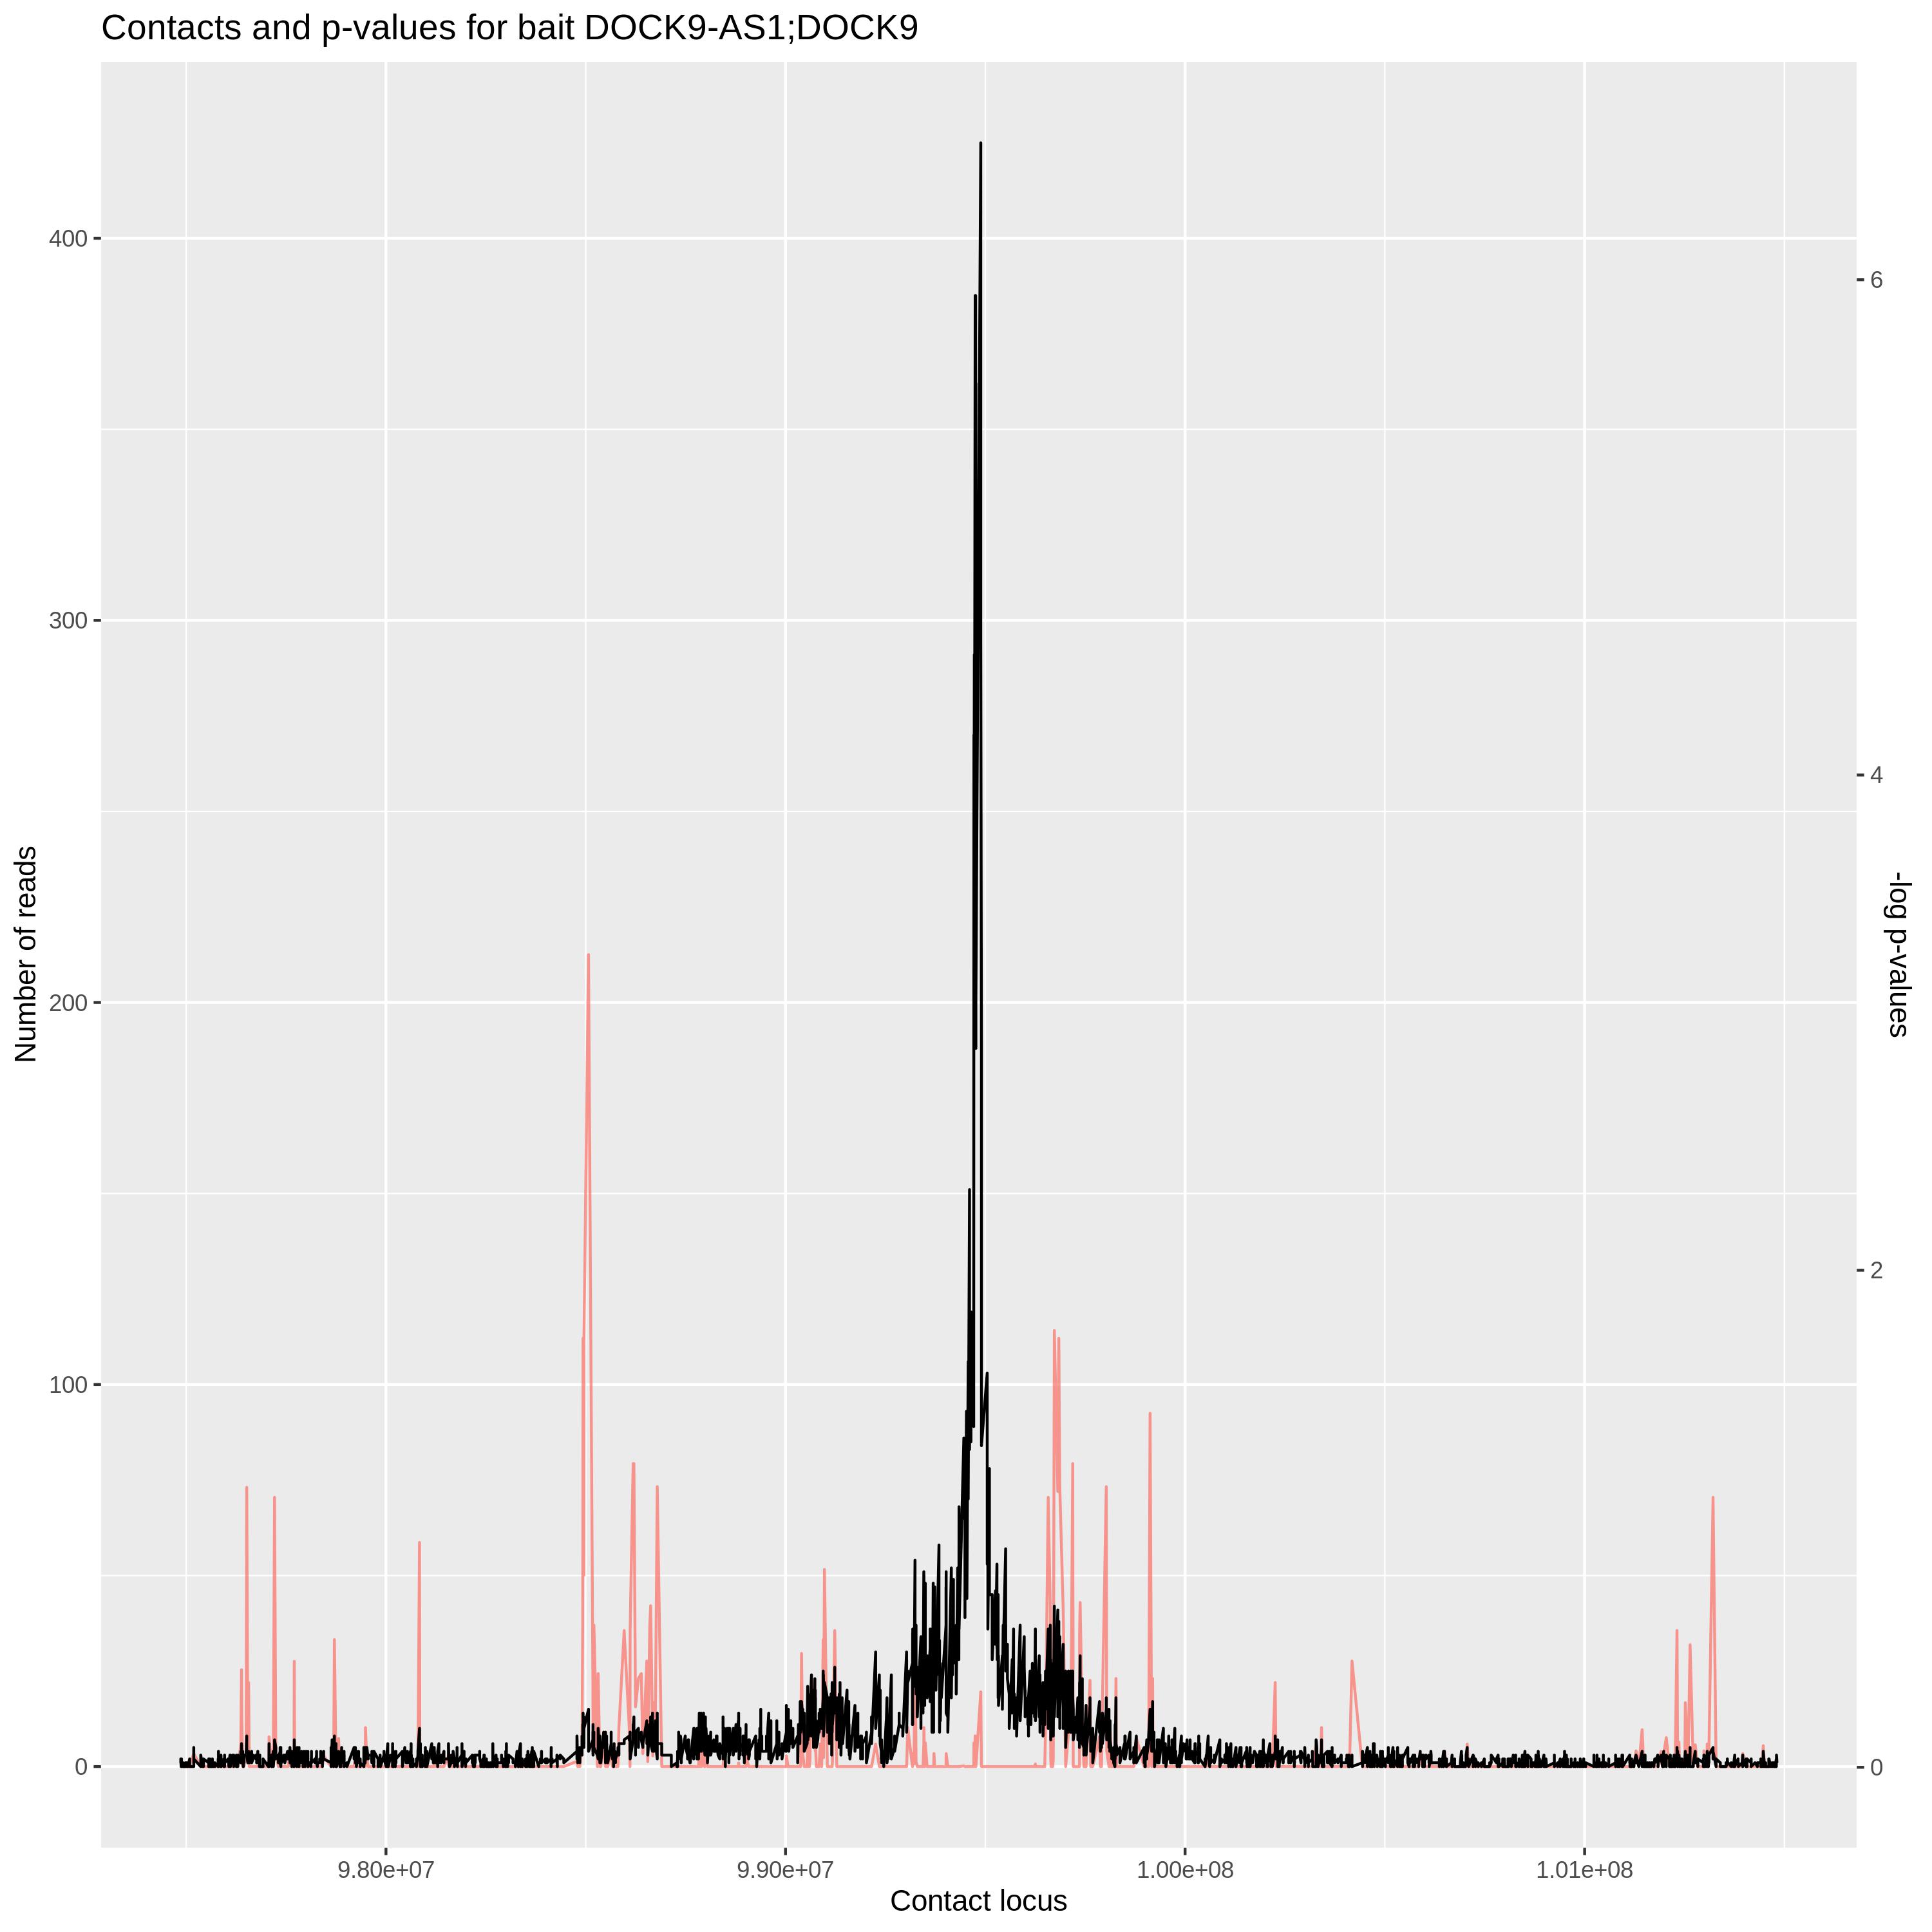 Contacts and p-values for bait DOCK9-AS1;DOCK9
400
300
200
100
0
Number of reads
6
4
2
0
-log p-values
9.80e+07
9.90e+07
1.00e+08
1.01e+08
Contact locus